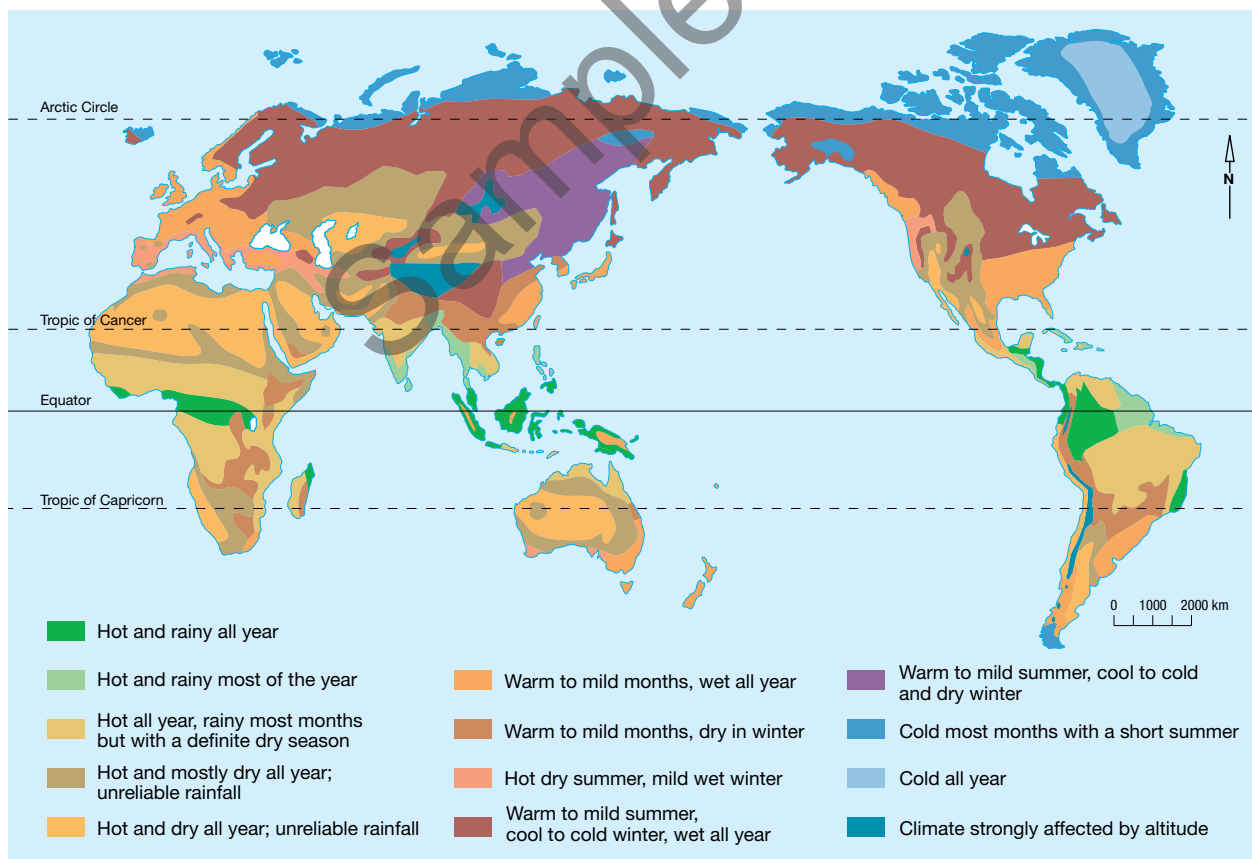 Sample
Arctic Circle
N
Tropic of Cancer
Equator
Tropic of Capricorn
0 1000 2000 km
Hot and rainy all year
Hot and rainy most of the year
Hot all year, rainy most months
but with a definite dry season
Hot and mostly dry all year;
unreliable rainfall
Hot and dry all year; unreliable rainfall
Warm to mild months, wet all year
Warm to mild months, dry in winter
Hot dry summer, mild wet winter
Warm to mild summer,
cool to cold winter, wet all year
Warm to mild summer, cool to cold
and dry winter
Cold most months with a short summer
Cold all year
Climate strongly affected by altitude